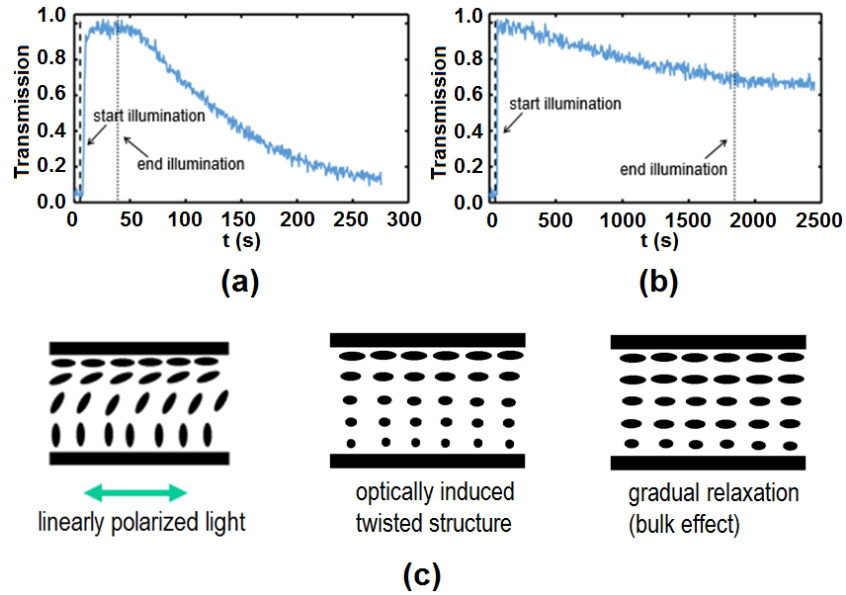 Transmission
1.0
0.8
0.6
0.4
0.2
0.0
start illumination
end illumination
0 50 100 150 200 250 300
t (s)
(a)
Transmission
1.0
0.8
0.6
0.4
0.2
0.0
start illumination
end illumination
0 500 1000 1500 2000 2500
t (s)
(b)
linearly polarized light
optically induced
twisted structure
gradual relaxation
(bulk effect)
(c)